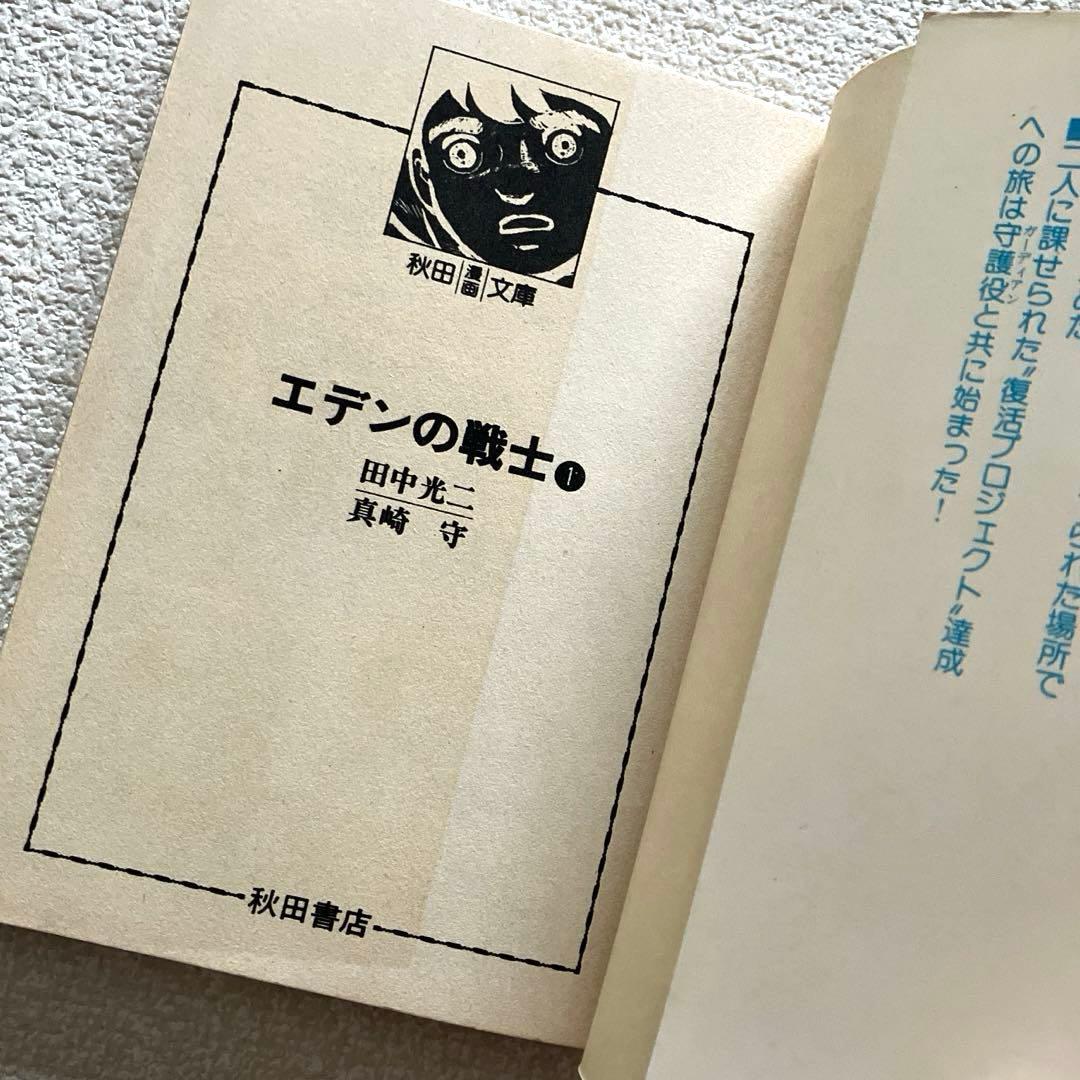 秋田漫画文庫
エデンの戦士❶
田中光二
真崎 守
秋田書店
■二人に課せられた〝復活プロジェクト〟達成
への旅は守護役と共に始まった!
ガーディアン
られた場所で